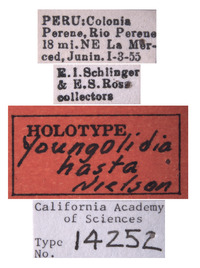 PERU:Colonia
Perene, Rio Perene
18 mi. NE La Mer-
ced, Junin. I-3-55
E.I.Schlinger
& E.S. Ross
collectors
HOLOTYPE
Youngolidia
hasta
Nielson
California Academy
of Sciences
Type
No. 14252